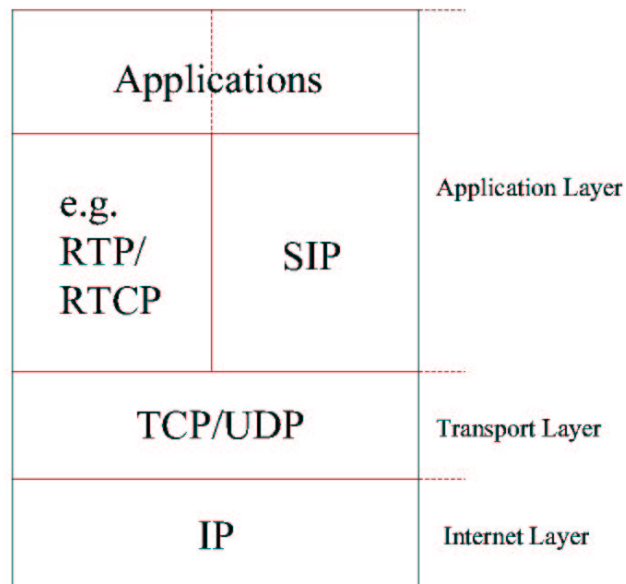 Applications
Application Layer
e.g.
RTP/
RTCP
SIP
TCP/UDP
Transport Layer
IP
Internet Layer